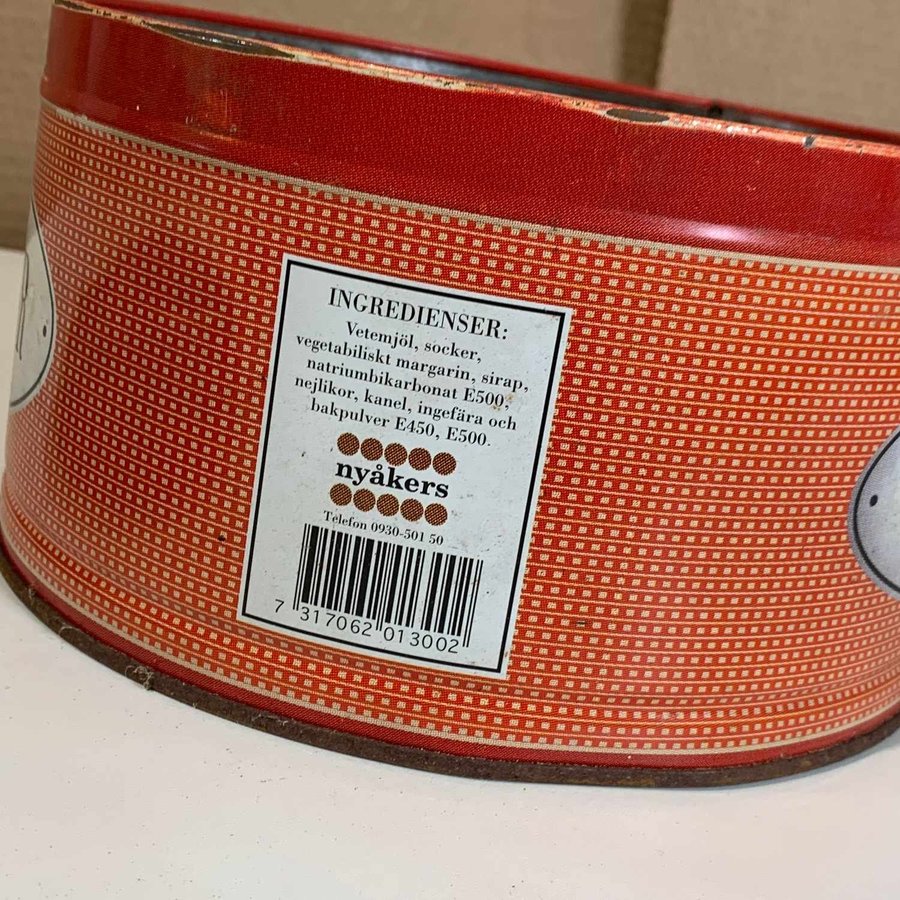 INGREDIENSER:
Vetemjöl, socker,
vegetabiliskt margarin, sirap,
natriumbikarbonat E500,
nejlikor, kanel, ingefära och
bakpulver E450, E500.
nyåkers
Telefon 0930-501 50
7 317062 013002